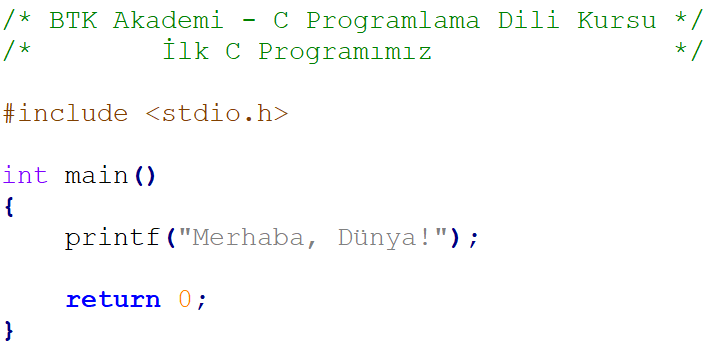 /* BTK Akademi - C Programlama Dili Kursu */
/*        İlk C Programımız               */
#include <stdio.h>
int main()
{
    printf("Merhaba, Dünya!");
    return 0;
}